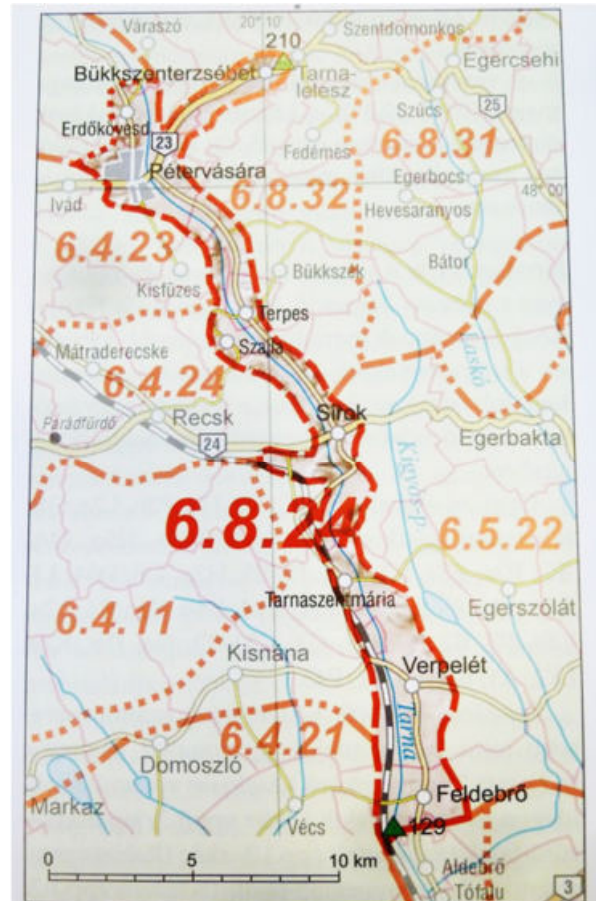 Váraszó
20° 10'
Szentdomonkos
210
Bükkszenterzsébet
Tarna-
lelesz
Egercsehi
Erdőkövesd
23
Szúcs
25
Fedémes
6.8.31
Pétervására
6.8.32
Egerbocs
48° 00'
Ivád
Hevesaranyos
6.4.23
Bátor
Bükkszék
Kisfüzes
Terpes
Laskó
Szajla
Mátraderecske
6.4.24
Recsk
Sirok
Parádfürdő
24
Egerbakta
Kígyós-p.
6.8.24
6.5.22
Tarnaszentmária
Egerszólát
6.4.11
Kisnána
Verpelét
Tarna
6.4.21
Domoszló
Feldebrő
Markaz
Vécs
129
0 5 10 km
Aldebrő
Tófalu
3